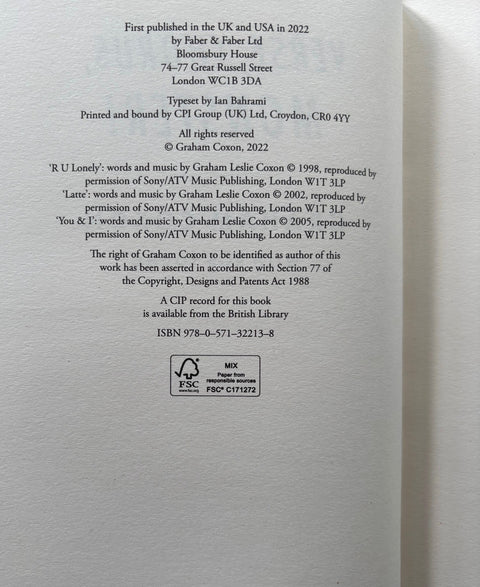 First published in the UK and USA in 2022
by Faber & Faber Ltd
Bloomsbury House
74–77 Great Russell Street
London WC1B 3DA
Typeset by Ian Bahrami
Printed and bound by CPI Group (UK) Ltd, Croydon, CR0 4YY
All rights reserved
© Graham Coxon, 2022
‘R U Lonely’: words and music by Graham Leslie Coxon © 1998, reproduced by
permission of Sony/ATV Music Publishing, London W1T 3LP
‘Latte’: words and music by Graham Leslie Coxon © 2002, reproduced by
permission of Sony/ATV Music Publishing, London W1T 3LP
‘You & I’: words and music by Graham Leslie Coxon © 2005, reproduced by
permission of Sony/ATV Music Publishing, London W1T 3LP
The right of Graham Coxon to be identified as author of this
work has been asserted in accordance with Section 77 of
the Copyright, Designs and Patents Act 1988
A CIP record for this book
is available from the British Library
ISBN 978–0–571–32213–8
FSC
www.fsc.org
MIX
Paper from
responsible sources
FSC® C171272